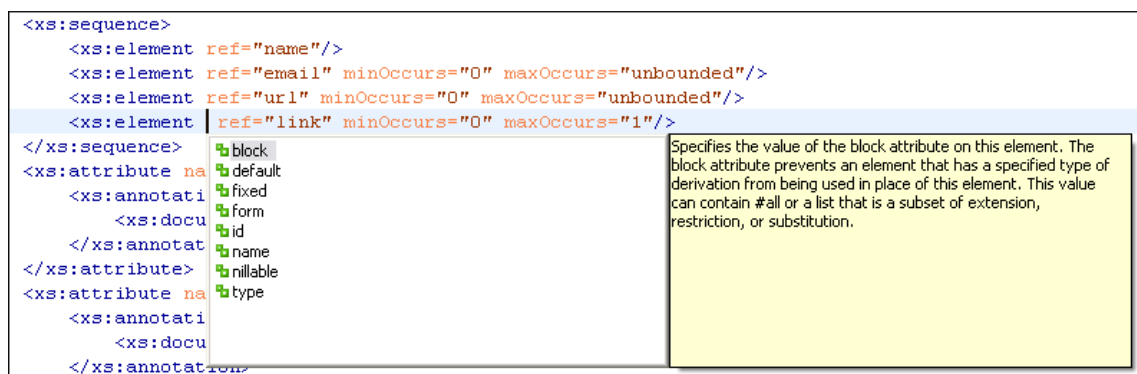 <xs:sequence>
<xs:element ref="name"/>
<xs:element ref="email" minOccurs="0" maxOccurs="unbounded"/>
<xs:element ref="url" minOccurs="0" maxOccurs="unbounded"/>
<xs:element ref="link" minOccurs="0" maxOccurs="1"/>
</xs:sequence>
<xs:attribute na
<xs:annotati
<xs:docu
</xs:annotat
</xs:attribute>
<xs:attribute na
<xs:annotati
<xs:docu
</xs:annotation>
block
default
fixed
form
id
name
nillable
type
Specifies the value of the block attribute on this element. The
block attribute prevents an element that has a specified type of
derivation from being used in place of this element. This value
can contain #all or a list that is a subset of extension,
restriction, or substitution.